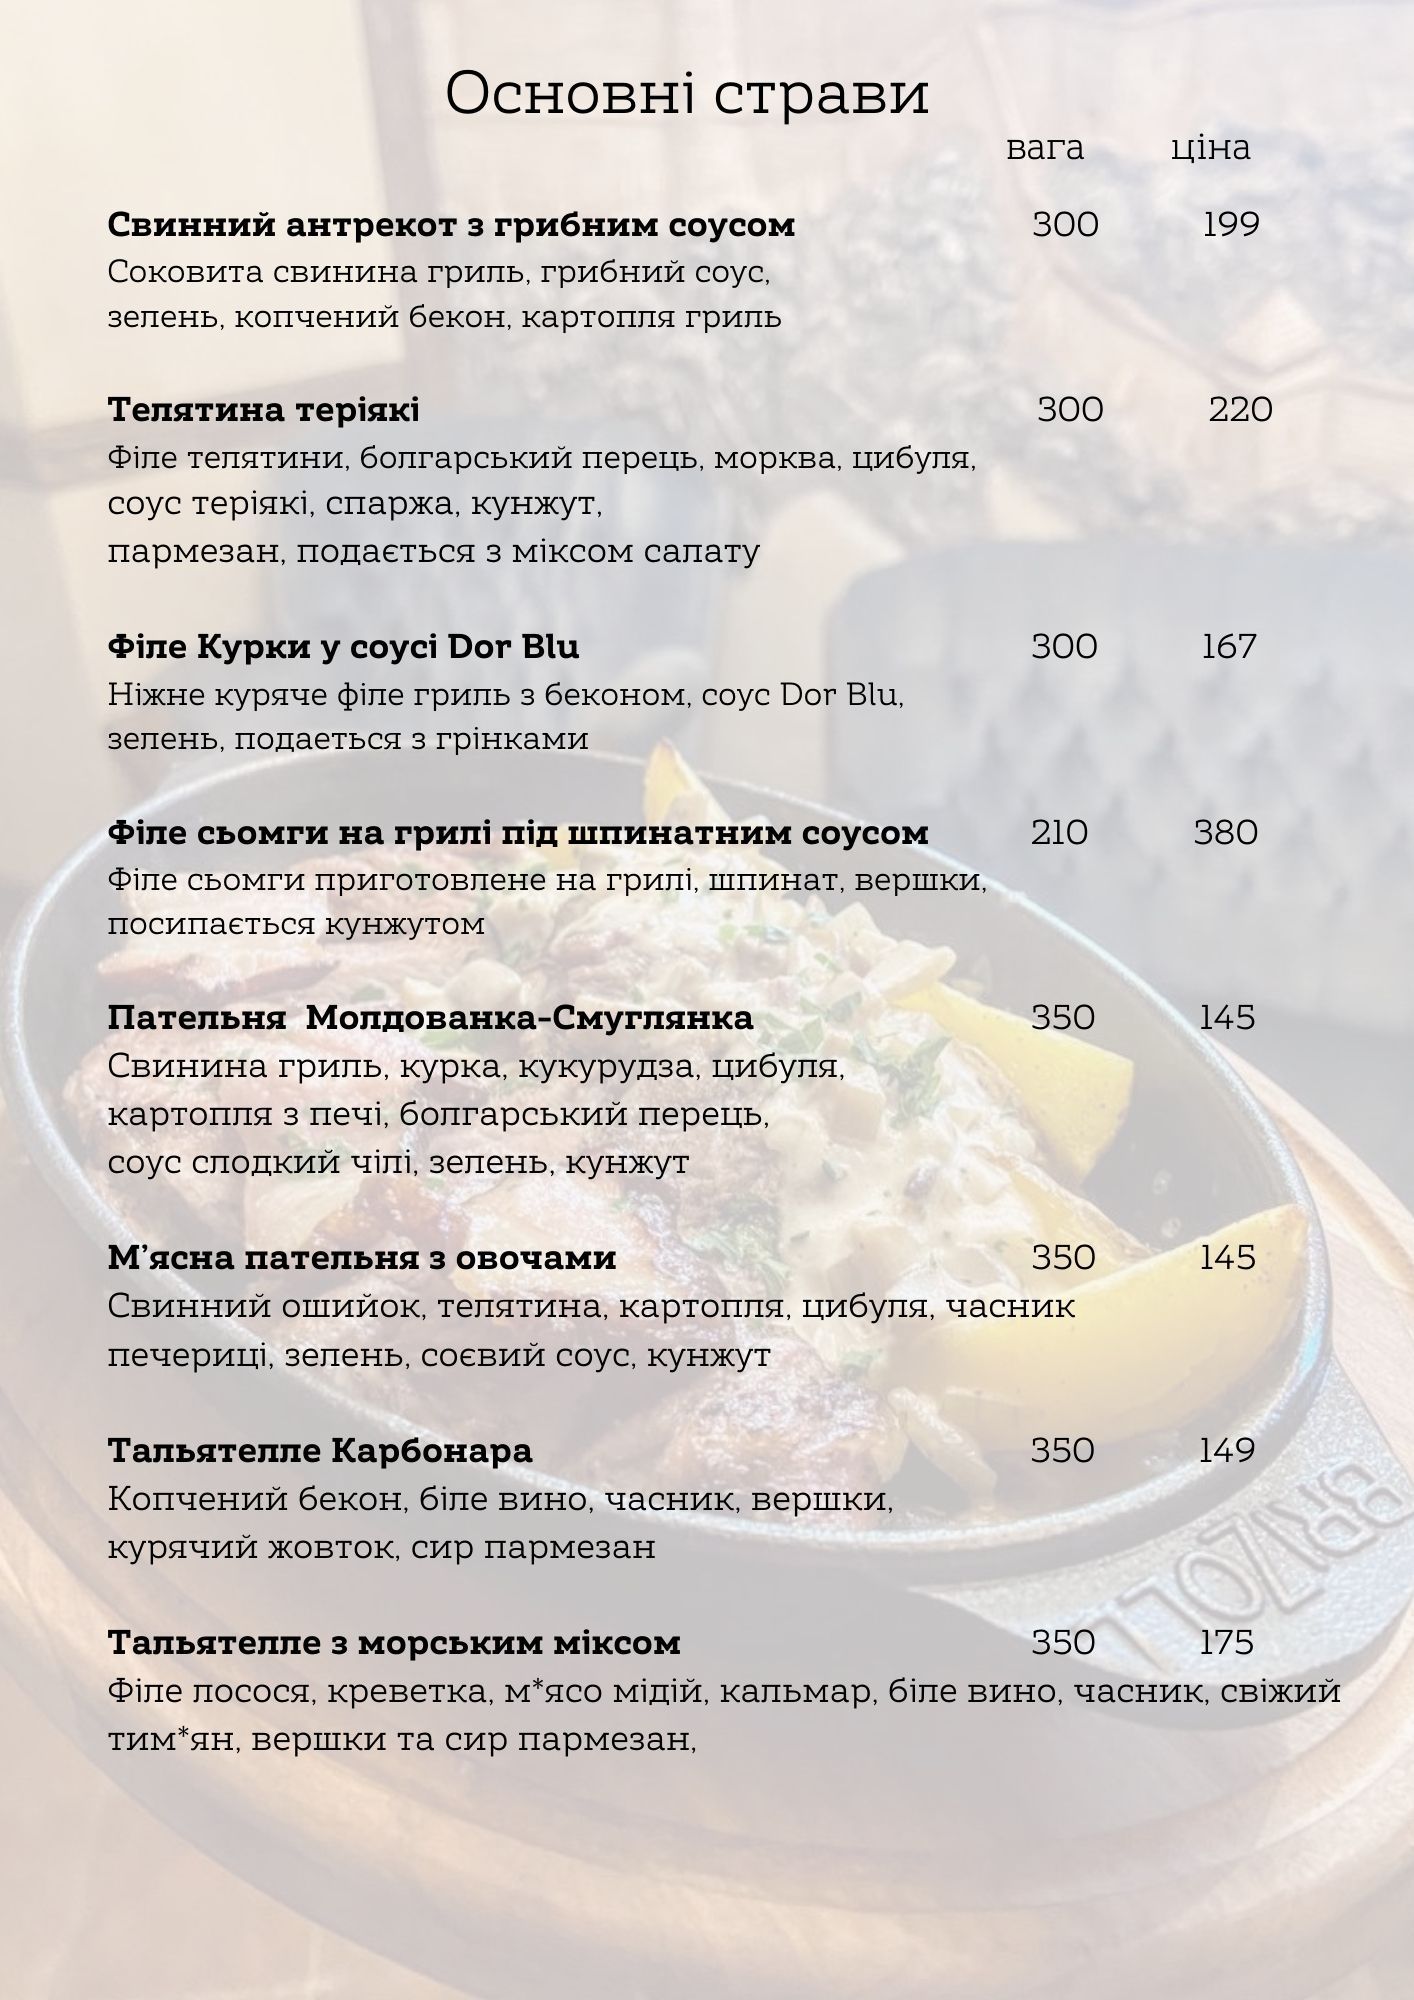 Основні страви
вага ціна
Свинний антрекот з грибним соусом 300 199
Соковита свинина гриль, грибний соус,
зелень, копчений бекон, картопля гриль
Телятина теріякі 300 220
Філе телятини, болгарський перець, морква, цибуля,
соус теріякі, спаржа, кунжут,
пармезан, подається з міксом салату
Філе Курки у соусі Dor Blu 300 167
Ніжне куряче філе гриль з беконом, соус Dor Blu,
зелень, подаеться з грінками
Філе сьомги на грилі під шпинатним соусом 210 380
Філе сьомги приготовлене на грилі, шпинат, вершки,
посипається кунжутом
Пательня Молдованка-Смуглянка 350 145
Свинина гриль, курка, кукурудза, цибуля,
картопля з печі, болгарський перець,
соус слодкий чілі, зелень, кунжут
М’ясна пательня з овочами 350 145
Свинний ошийок, телятина, картопля, цибуля, часник
печериці, зелень, соєвий соус, кунжут
Тальятелле Карбонара 350 149
Копчений бекон, біле вино, часник, вершки,
курячий жовток, сир пармезан
BRIZOLL
Тальятелле з морським міксом 350 175
Філе лосося, креветка, м*ясо мідій, кальмар, біле вино, часник, свіжий
тим*ян, вершки та сир пармезан,